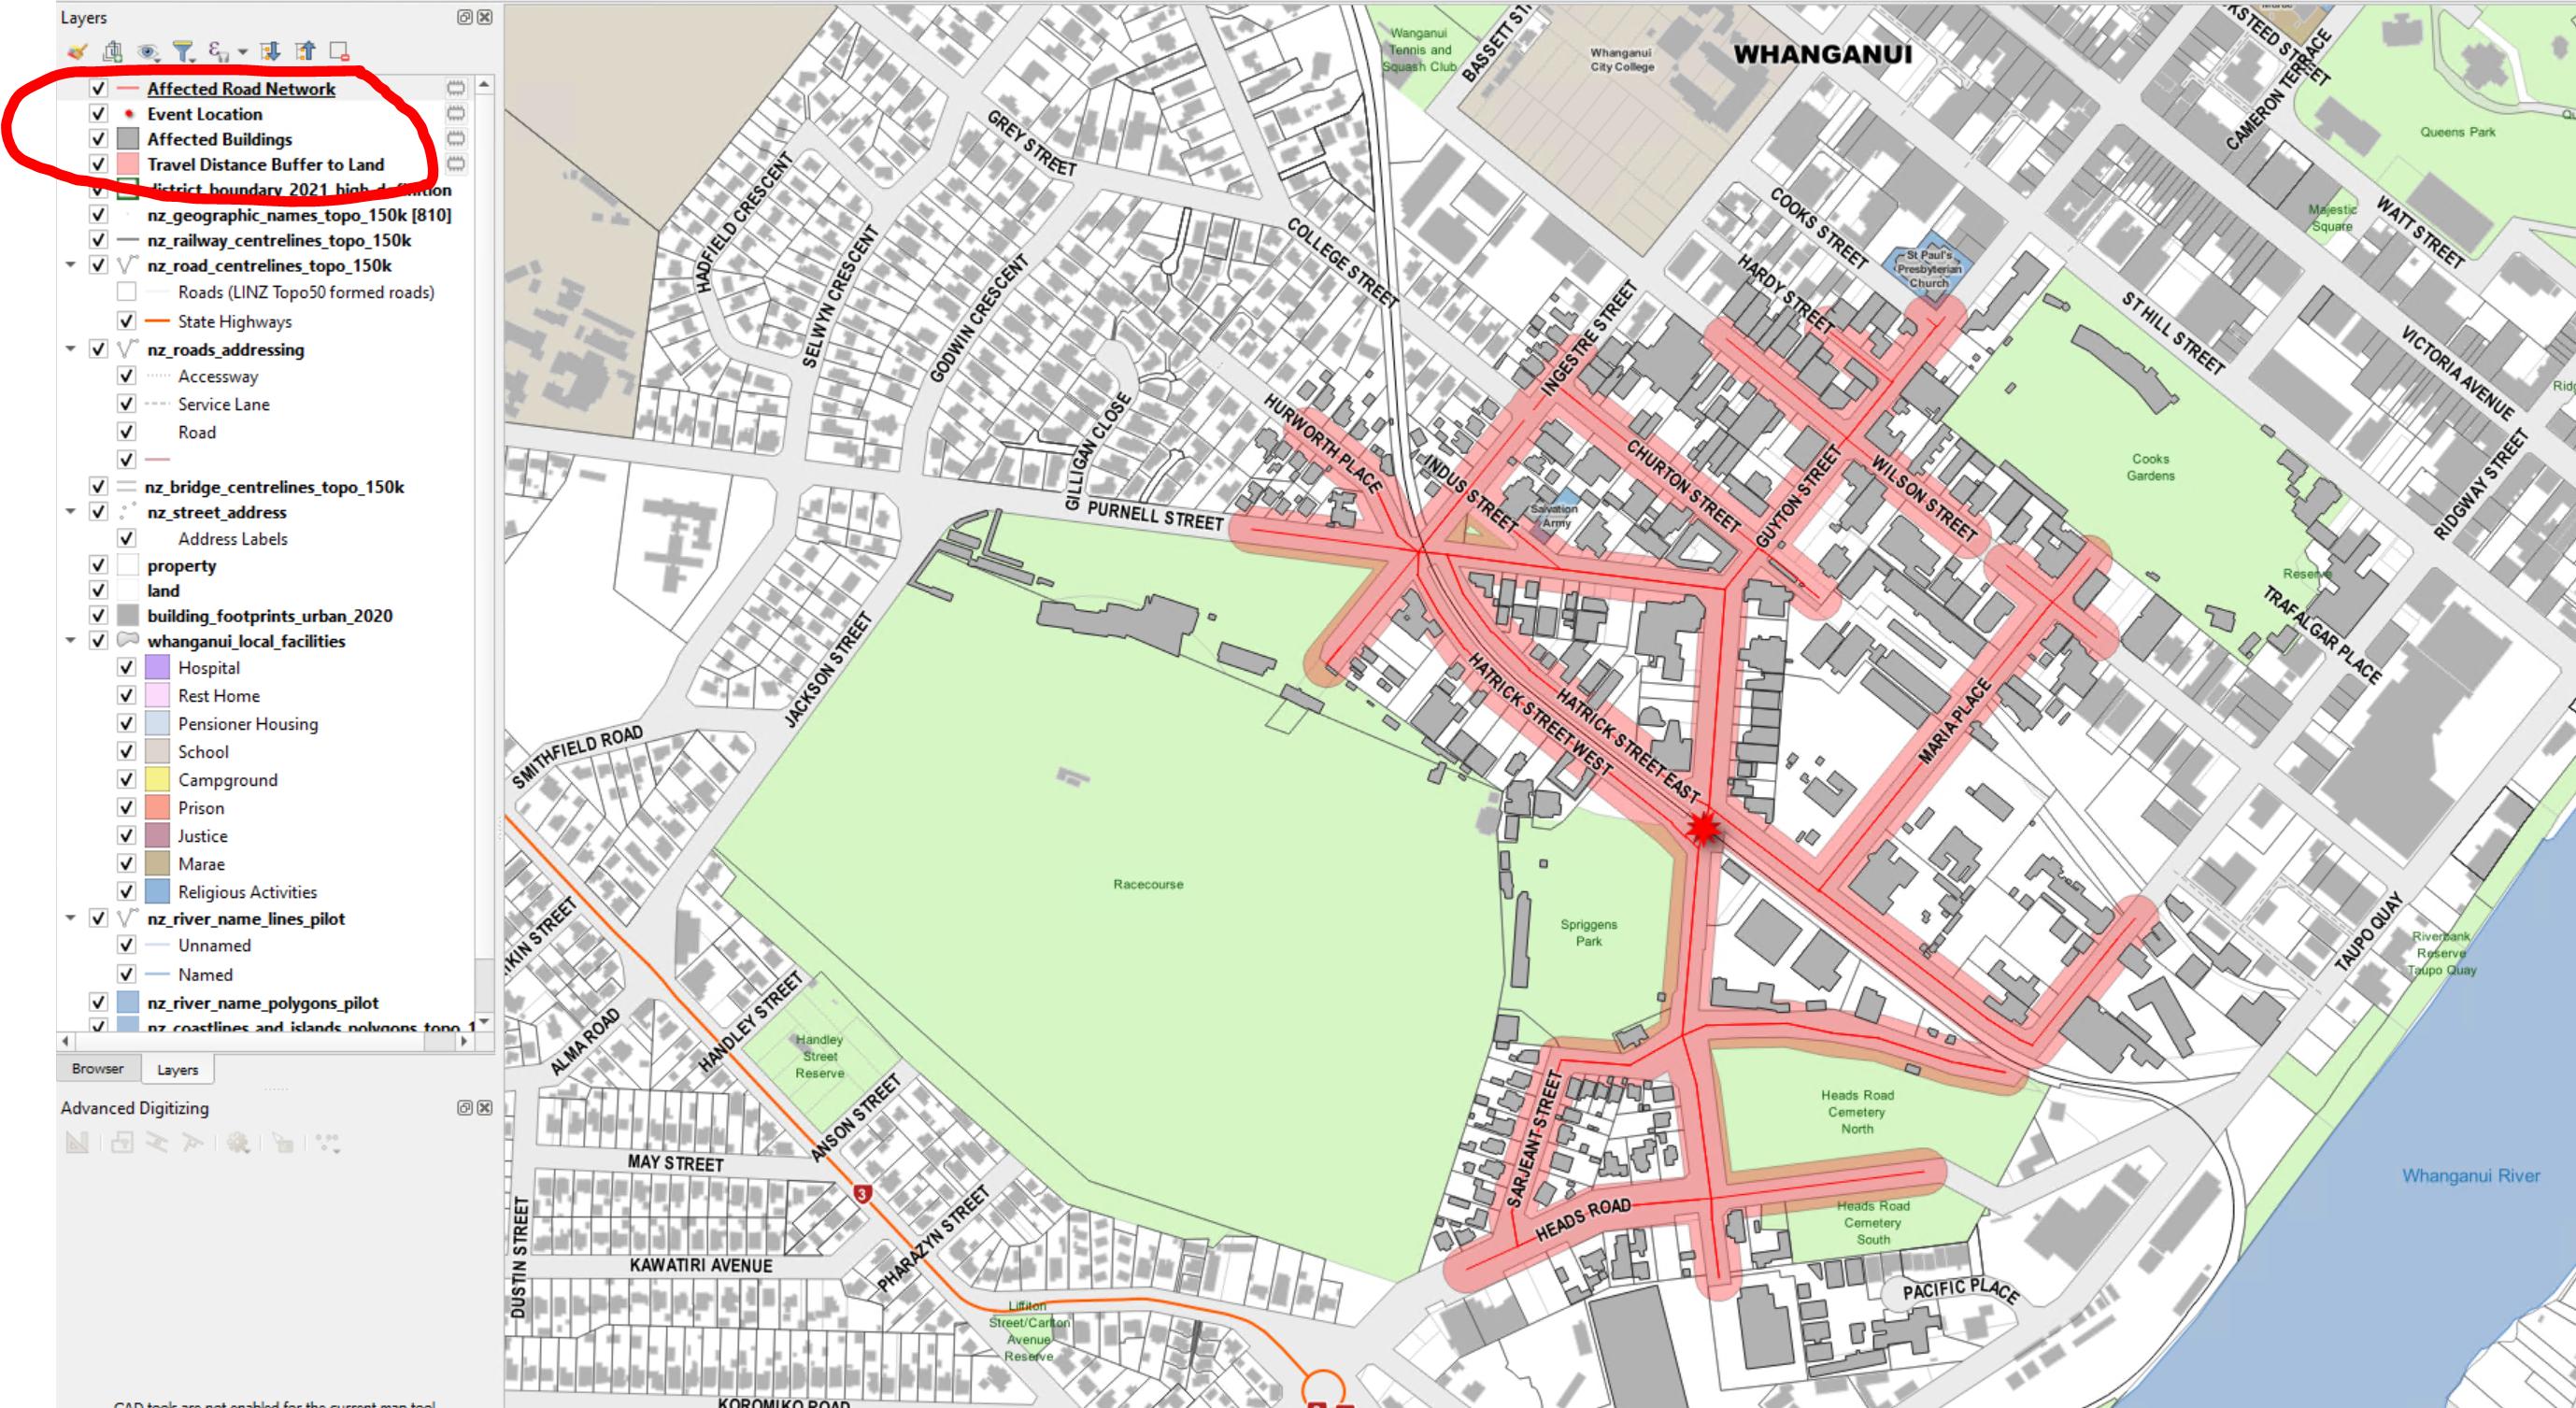 Layers
Affected Road Network
Event Location
Affected Buildings
Travel Distance Buffer to Land
district_boundary_2021_high_definition
nz_geographic_names_topo_150k [810]
nz_railway_centrelines_topo_150k
nz_road_centrelines_topo_150k
Roads (LINZ Topo50 formed roads)
State Highways
nz_roads_addressing
Accessway
Service Lane
Road
nz_bridge_centrelines_topo_150k
nz_street_address
Address Labels
property
land
building_footprints_urban_2020
whanganui_local_facilities
Hospital
Rest Home
Pensioner Housing
School
Campground
Prison
Justice
Marae
Religious Activities
nz_river_name_lines_pilot
Unnamed
Named
nz_river_name_polygons_pilot
nz_coastlines_and_islands_polygons_topo_1
Browser
Layers
Advanced Digitizing
CAD tools are not enabled for the current map tool
WHANGANUI
Wanganui
Tennis and
Squash Club
BASSETT ST
Whanganui
City College
CAMERON TERRACE
Queens Park
Majestic
Square
WATT STREET
GREY STREET
COLLEGE STREET
COOKS STREET
HARDY STREET
St Paul's
Presbyterian
Church
ST HILL STREET
VICTORIA AVENUE
RIDGWAY STREET
HADFIELD CRESCENT
SELWYN CRESCENT
GODWIN CRESCENT
GILLIGAN CLOSE
PURNELL STREET
HURWORTH PLACE
INDUS STREET
INGESTRE STREET
CHURTON STREET
GUYTON STREET
WILSON STREET
Salvation
Army
Cooks
Gardens
Reserve
TRAFALGAR PLACE
JACKSON STREET
SMITHFIELD ROAD
HATRICK STREET WEST
HATRICK STREET EAST
MARIA PLACE
Racecourse
Spriggens
Park
TAUPO QUAY
Riverbank
Reserve
Taupo Quay
HANDLEY STREET
ALMA ROAD
Handley
Street
Reserve
ANSON STREET
MAY STREET
3
DUSTIN STREET
KAWATIRI AVENUE
PHARAZYN STREET
Liffiton
Street/Carlton
Avenue
Reserve
KOROMIKO ROAD
SARJEANT STREET
HEADS ROAD
Heads Road
Cemetery
North
Heads Road
Cemetery
South
PACIFIC PLACE
Whanganui River